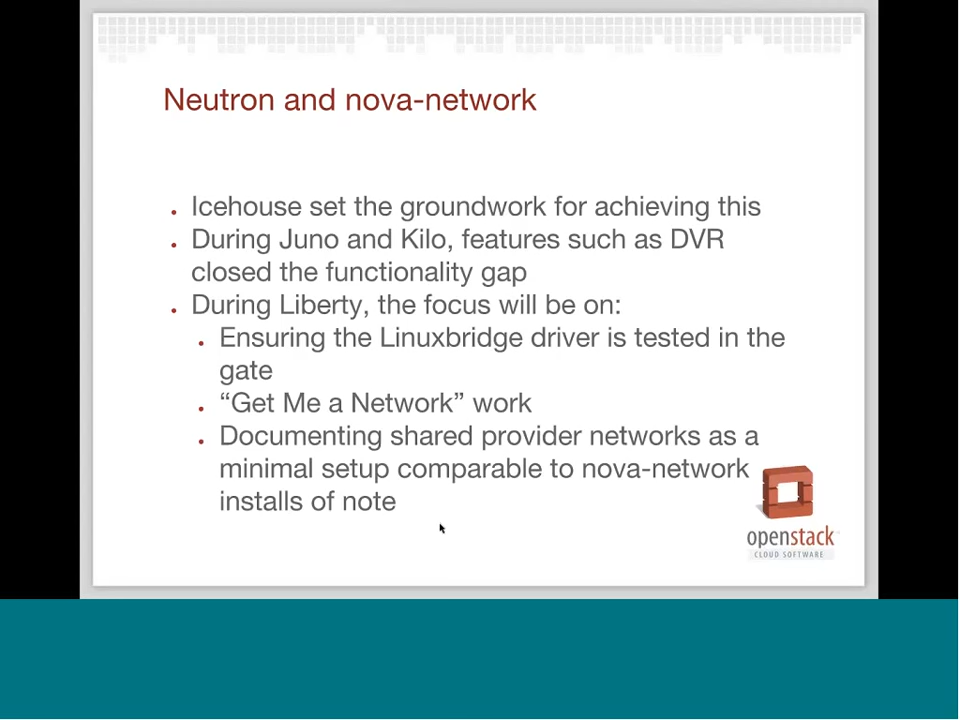 Neutron and nova-network
Icehouse set the groundwork for achieving this
During Juno and Kilo, features such as DVR
closed the functionality gap
During Liberty, the focus will be on:
Ensuring the Linuxbridge driver is tested in the
gate
“Get Me a Network” work
Documenting shared provider networks as a
minimal setup comparable to nova-network
installs of note
openstack
CLOUD SOFTWARE